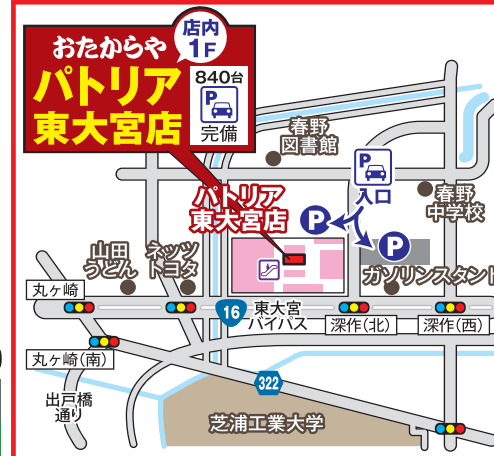 おたからや
パトリア
東大宮店
店内
1F
840台
P
完備
春野
図書館
P
入口
春野
中学校
パトリア
東大宮店
P
P
山田
うどん
ネッツ
トヨタ
ガソリンスタント
丸ヶ崎
16
東大宮
バイパス
深作(北)
深作(西)
丸ヶ崎(南)
322
出戸橋
通り
芝浦工業大学